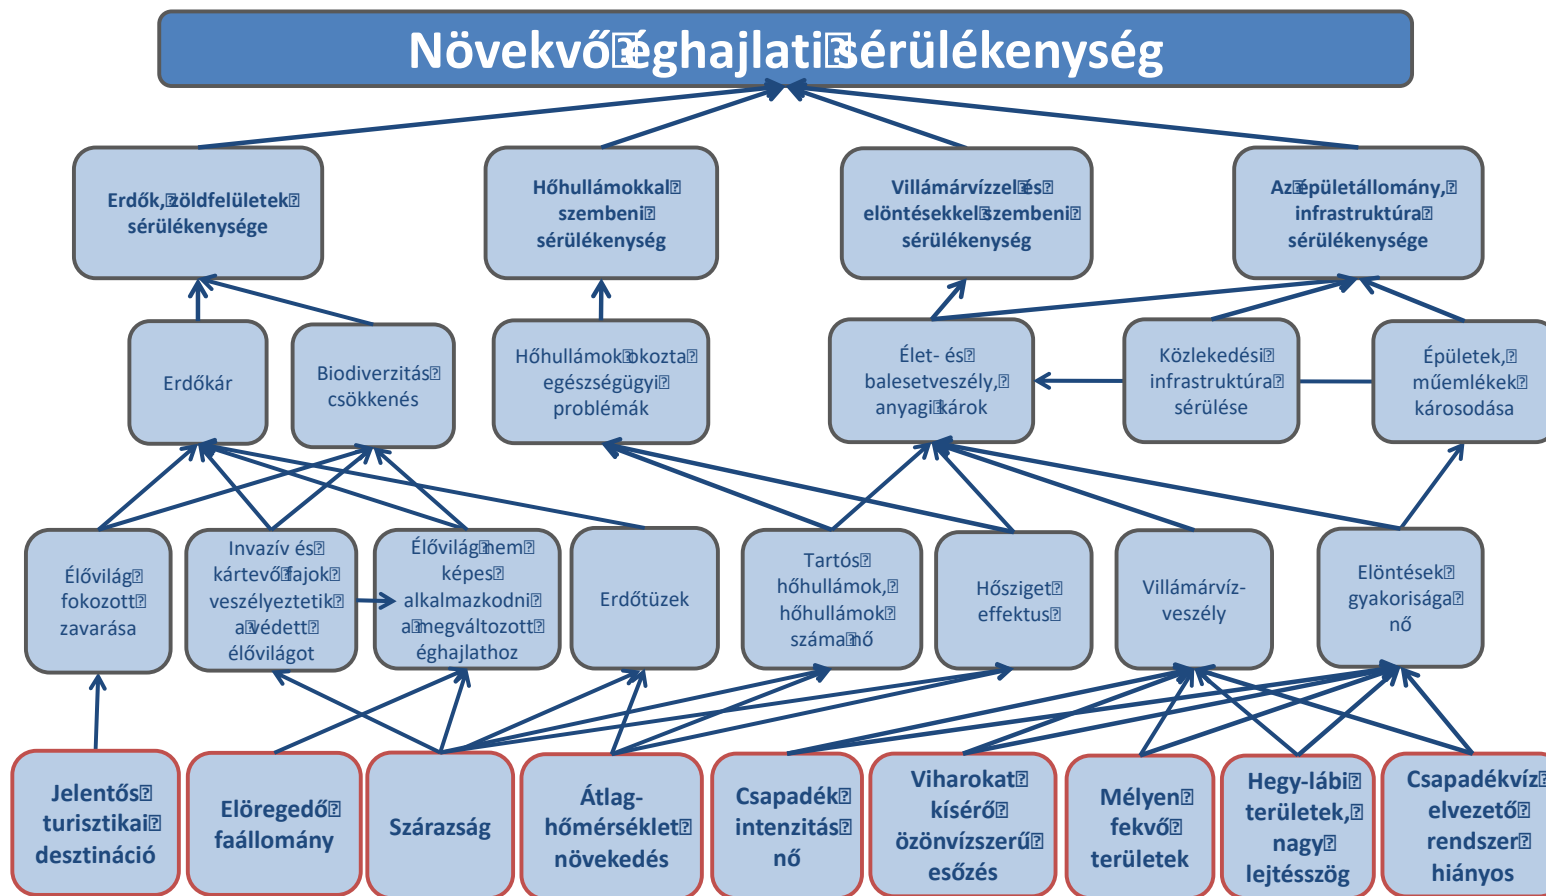 Növekvő éghajlati sérülékenység
Erdők, zöldfelületek
sérülékenysége
Hőhullámokkal
szembeni
sérülékenység
Villámárvízzel és
elöntésekkel szembeni
sérülékenység
Az épületállomány,
infrastruktúra
sérülékenysége
Erdőkár
Biodiverzitás
csökkenés
Hőhullámok okozta
egészségügyi
problémák
Élet- és
balesetveszély,
anyagi károk
Közlekedési
infrastruktúra
sérülése
Épületek,
műemlékek
károsodása
Élővilág
fokozott
zavarása
Invazív és
kártevő fajok
veszélyeztetik
a védett
élővilágot
Élővilág nem
képes
alkalmazkodni
a megváltozott
éghajlathoz
Erdőtüzek
Tartós
hőhullámok,
hőhullámok
száma nő
Hősziget
effektus
Villámárvíz-
veszély
Elöntések
gyakorisága
nő
Jelentős
turisztikai
desztináció
Elöregedő
faállomány
Szárazság
Átlag-
hőmérséklet
növekedés
Csapadék
intenzitás
nő
Viharokat
kísérő
özönvízszerű
esőzés
Mélyen
fekvő
területek
Hegy-lábi
területek,
nagy
lejtésszög
Csapadékvíz
elvezető
rendszer
hiányos